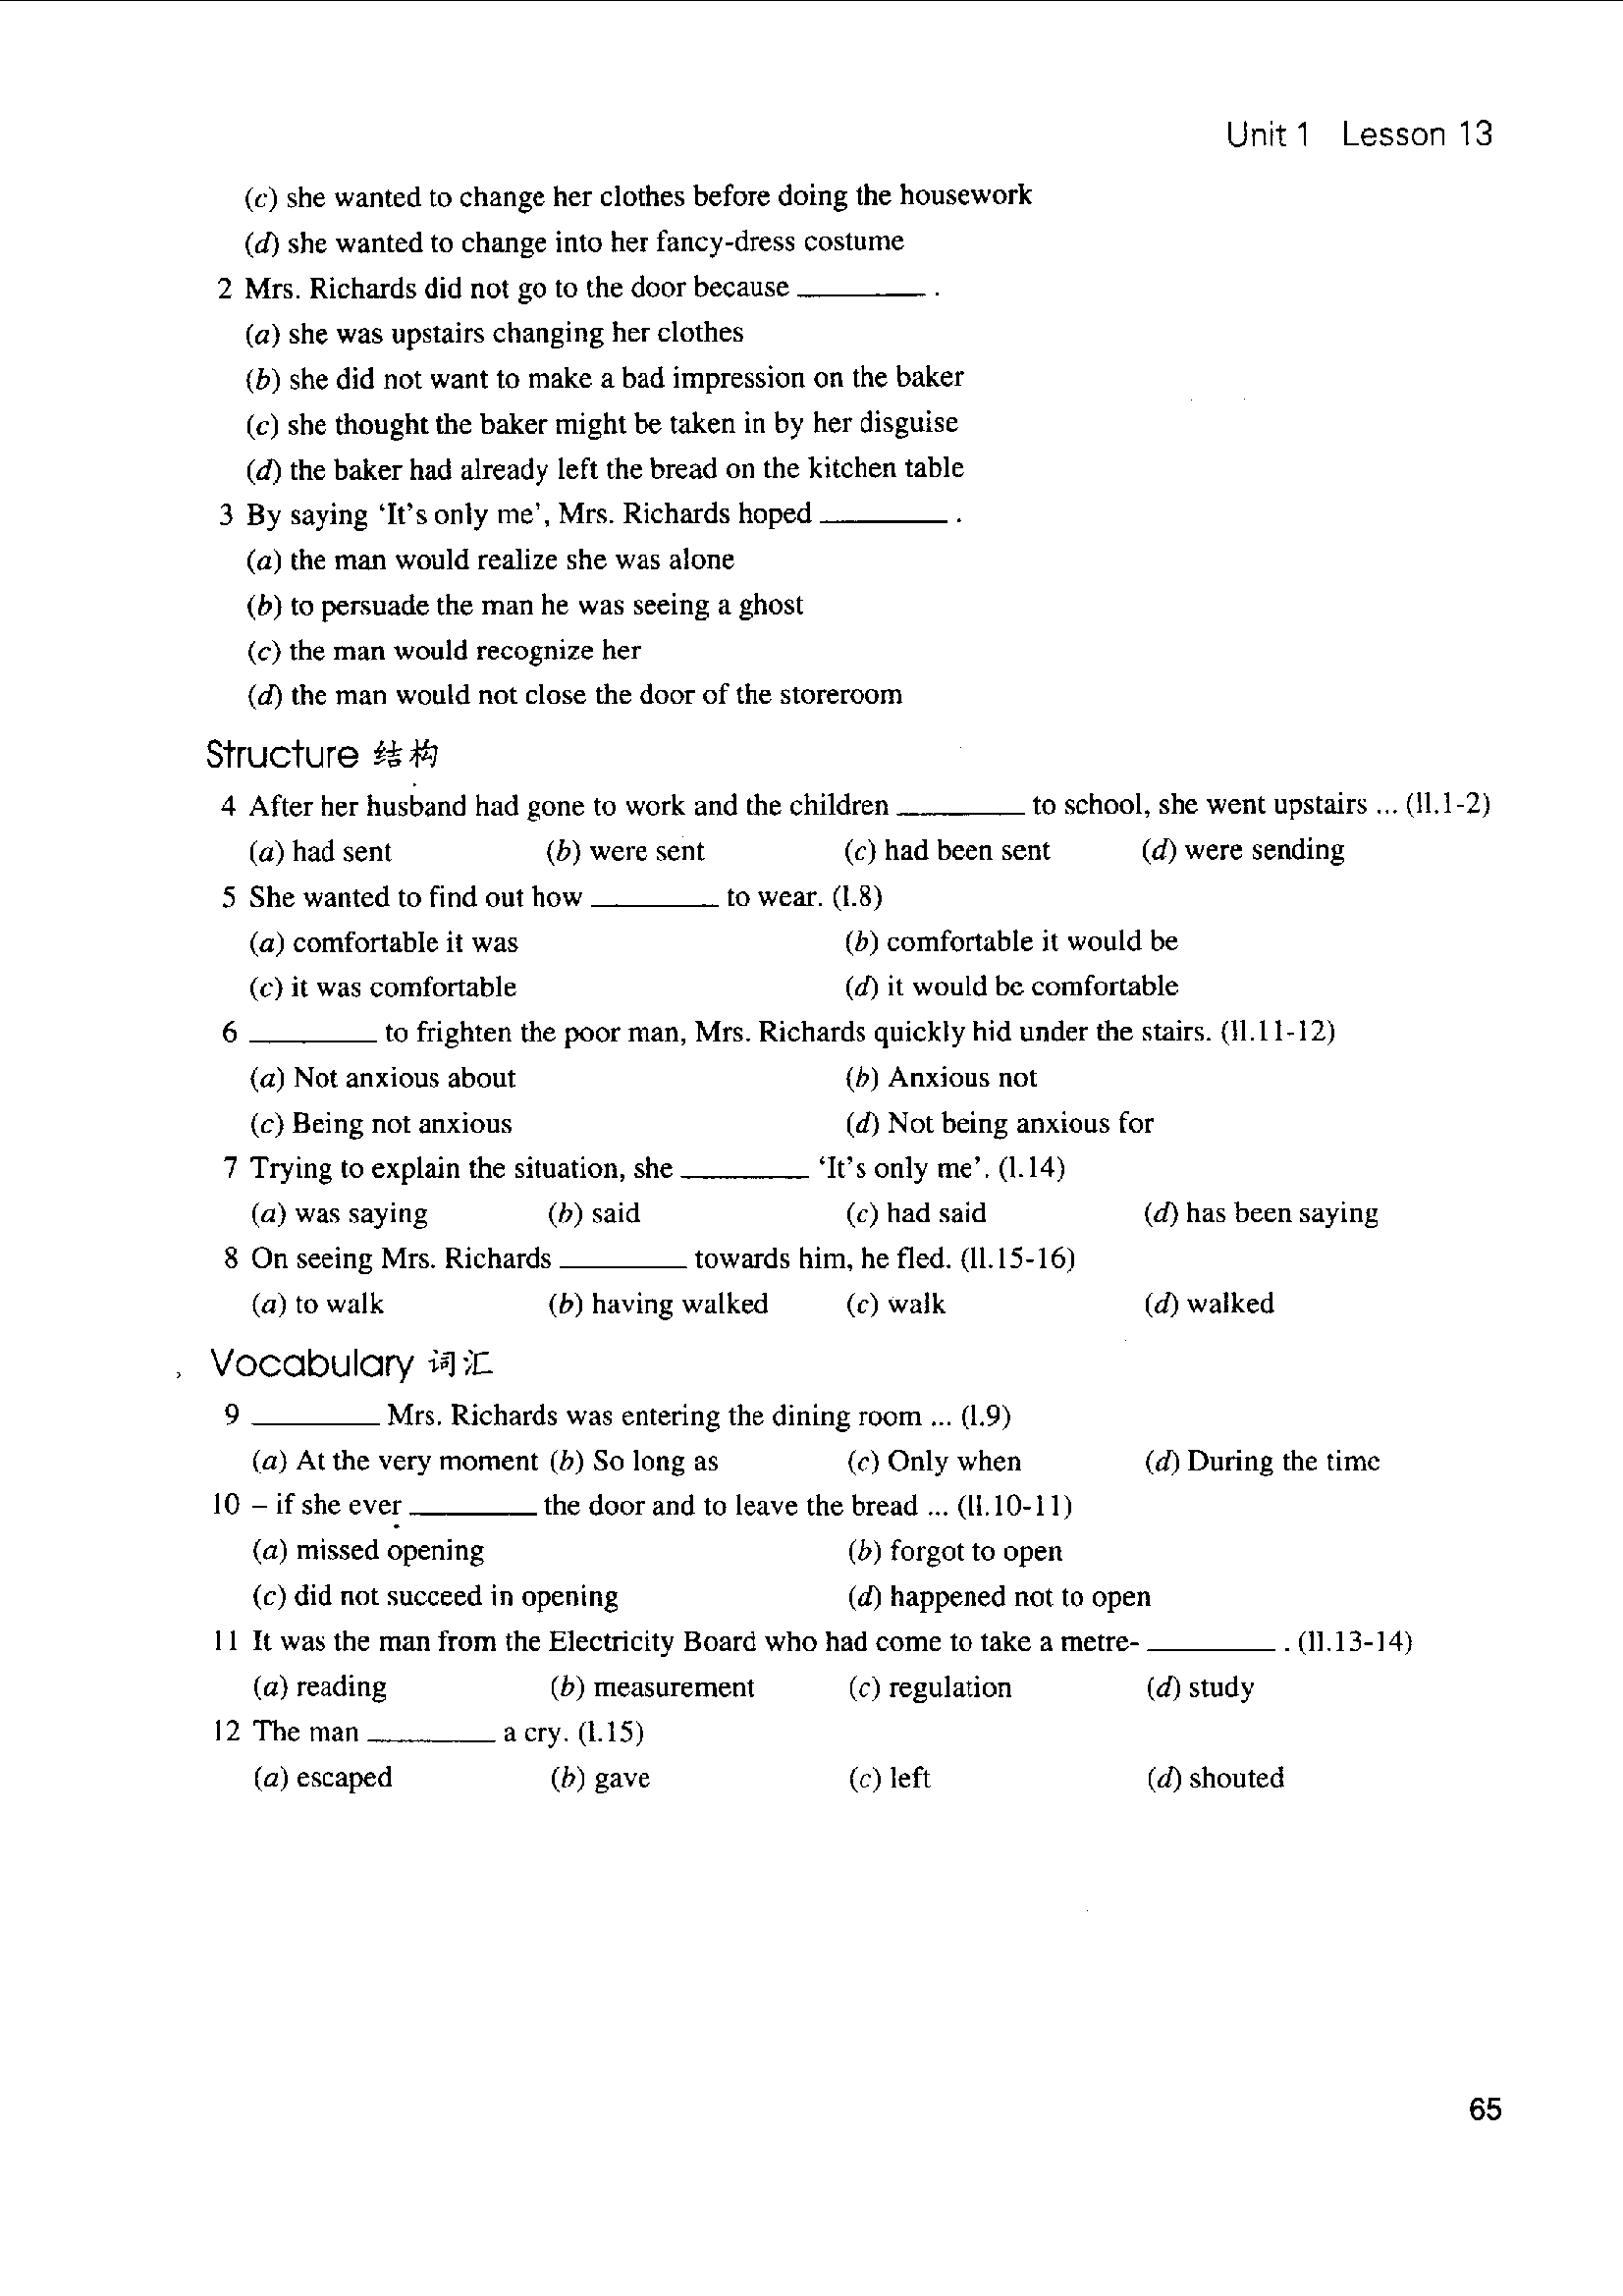 Unit 1 Lesson 13
(c) she wanted to change her clothes before doing the housework
(d) she wanted to change into her fancy-dress costume
2 Mrs. Richards did not go to the door because ________ .
(a) she was upstairs changing her clothes
(b) she did not want to make a bad impression on the baker
(c) she thought the baker might be taken in by her disguise
(d) the baker had already left the bread on the kitchen table
3 By saying ‘It’s only me’, Mrs. Richards hoped ________ .
(a) the man would realize she was alone
(b) to persuade the man he was seeing a ghost
(c) the man would recognize her
(d) the man would not close the door of the storeroom
Structure 结构
4 After her husband had gone to work and the children ________ to school, she went upstairs ... (ll.1-2)
(a) had sent (b) were sent (c) had been sent (d) were sending
5 She wanted to find out how ________ to wear. (l.8)
(a) comfortable it was (b) comfortable it would be
(c) it was comfortable (d) it would be comfortable
6 ________ to frighten the poor man, Mrs. Richards quickly hid under the stairs. (ll.11-12)
(a) Not anxious about (b) Anxious not
(c) Being not anxious (d) Not being anxious for
7 Trying to explain the situation, she ________ ‘It’s only me’. (l.14)
(a) was saying (b) said (c) had said (d) has been saying
8 On seeing Mrs. Richards ________ towards him, he fled. (ll.15-16)
(a) to walk (b) having walked (c) walk (d) walked
Vocabulary 词汇
9 ________ Mrs. Richards was entering the dining room ... (l.9)
(a) At the very moment (b) So long as (c) Only when (d) During the time
10 – if she ever ________ the door and to leave the bread ... (ll.10-11)
(a) missed opening (b) forgot to open
(c) did not succeed in opening (d) happened not to open
11 It was the man from the Electricity Board who had come to take a metre- ________ . (ll.13-14)
(a) reading (b) measurement (c) regulation (d) study
12 The man ________ a cry. (l.15)
(a) escaped (b) gave (c) left (d) shouted
65